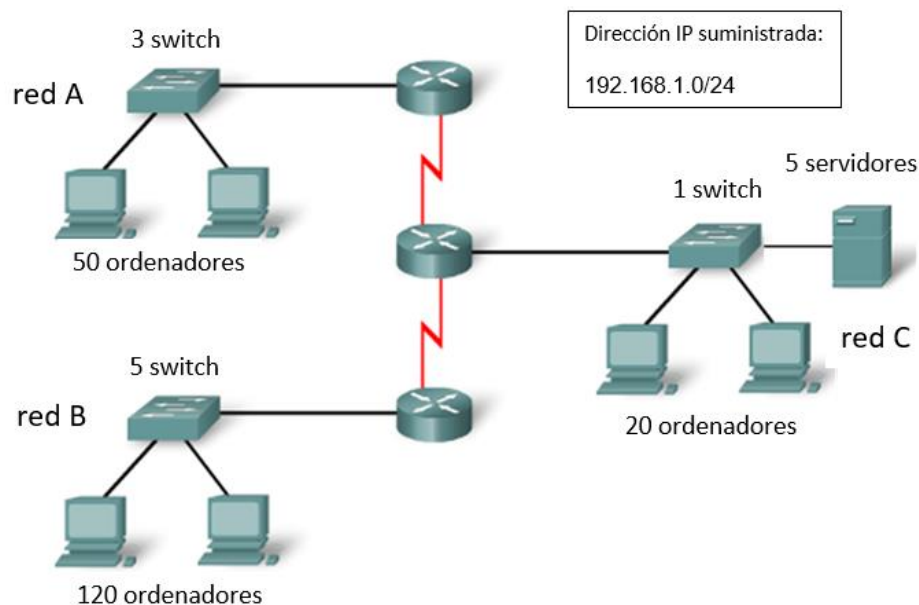 3 switch
red A
50 ordenadores
Dirección IP suministrada:
192.168.1.0/24
1 switch
5 servidores
red C
20 ordenadores
5 switch
red B
120 ordenadores